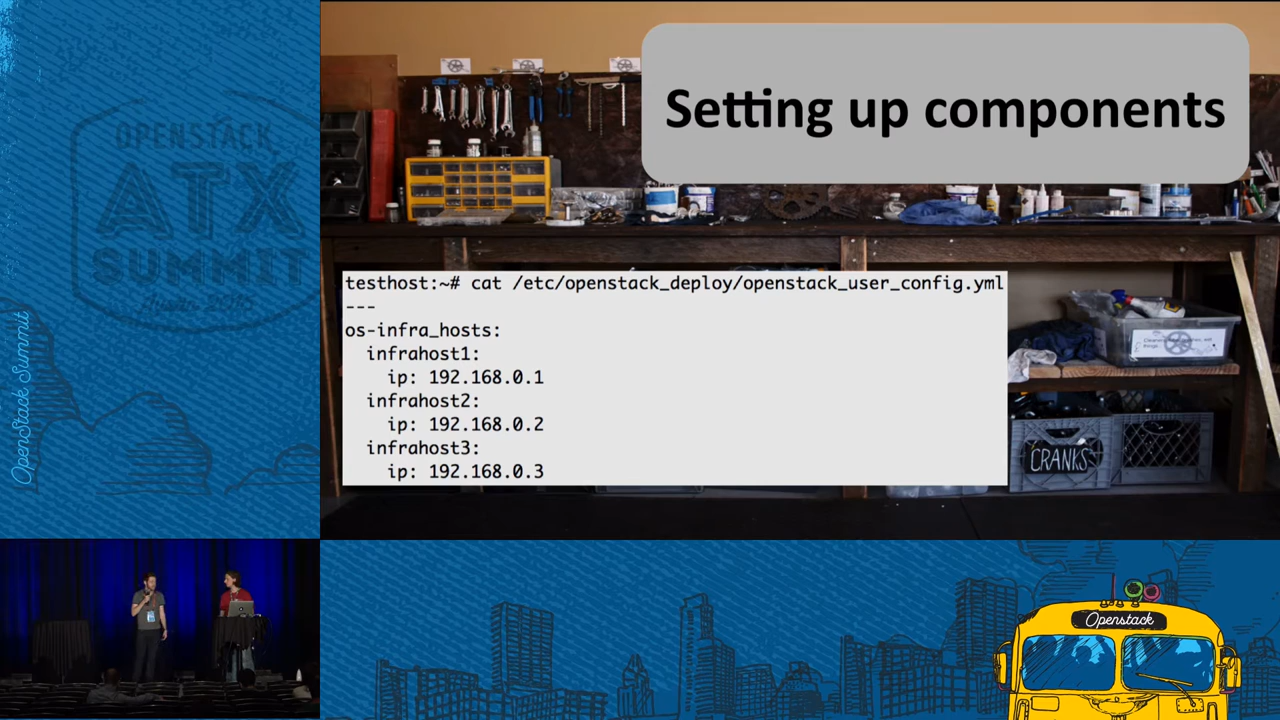 OPENSTACK
ATX
SUMMIT
Austin
OpenStack Summit
Setting up components
testhost:~# cat /etc/openstack_deploy/openstack_user_config.yml
---
os-infra_hosts:
  infrahost1:
    ip: 192.168.0.1
  infrahost2:
    ip: 192.168.0.2
  infrahost3:
    ip: 192.168.0.3
CRANKS
Openstack